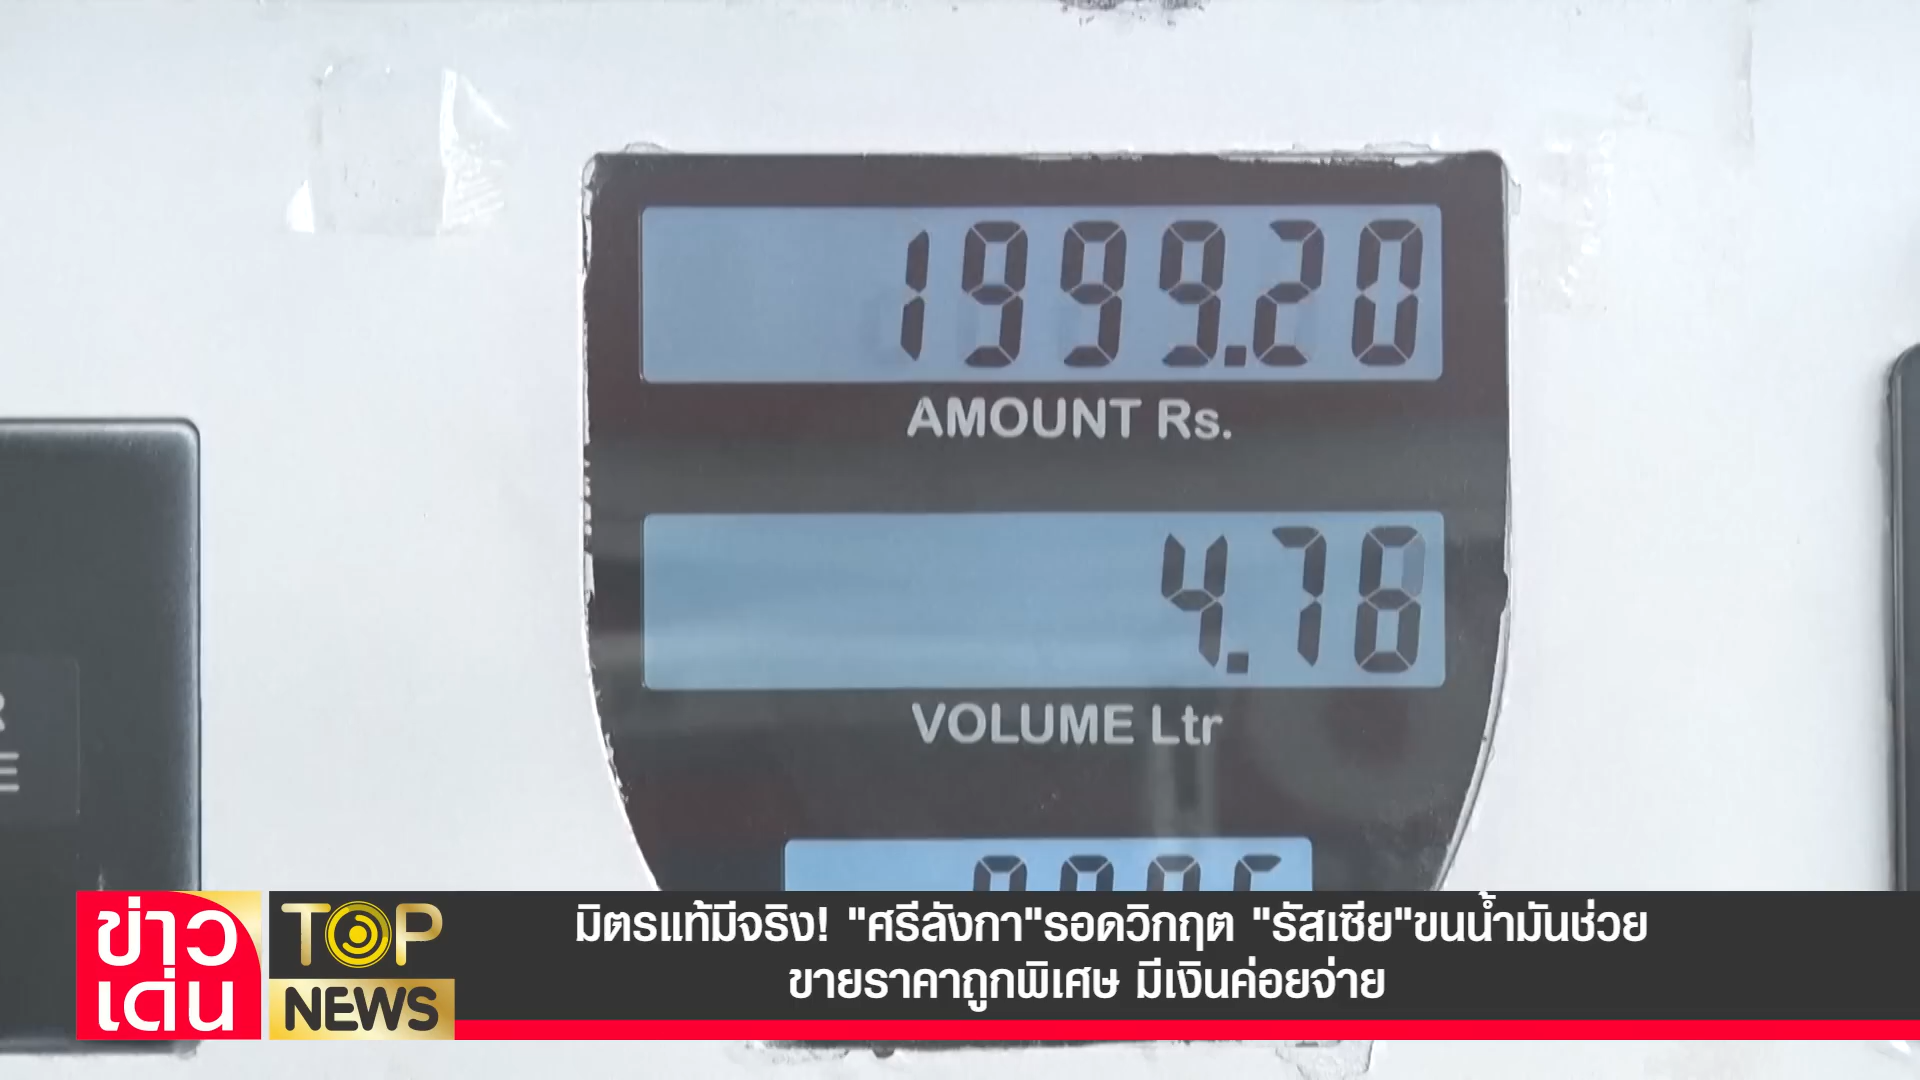 1999.20
AMOUNT Rs.
4.78
VOLUME Ltr
ข่าว
เด่น
TOP
NEWS
มิตรแท้มีจริง! "ศรีลังกา"รอดวิกฤต "รัสเซีย"ขนน้ำมันช่วย
ขายราคาถูกพิเศษ มีเงินค่อยจ่าย